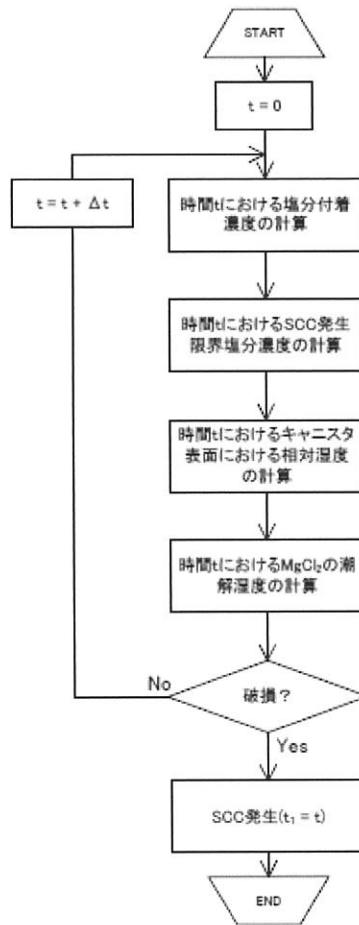 START
t = 0
t = t + Δt
時間tにおける塩分付着
濃度の計算
時間tにおけるSCC発生
限界塩分濃度の計算
時間tにおけるキャニスタ
表面における相対湿度
の計算
時間tにおけるMgCl₂の潮
解湿度の計算
破損？
No
Yes
SCC発生(t₁ = t)
END